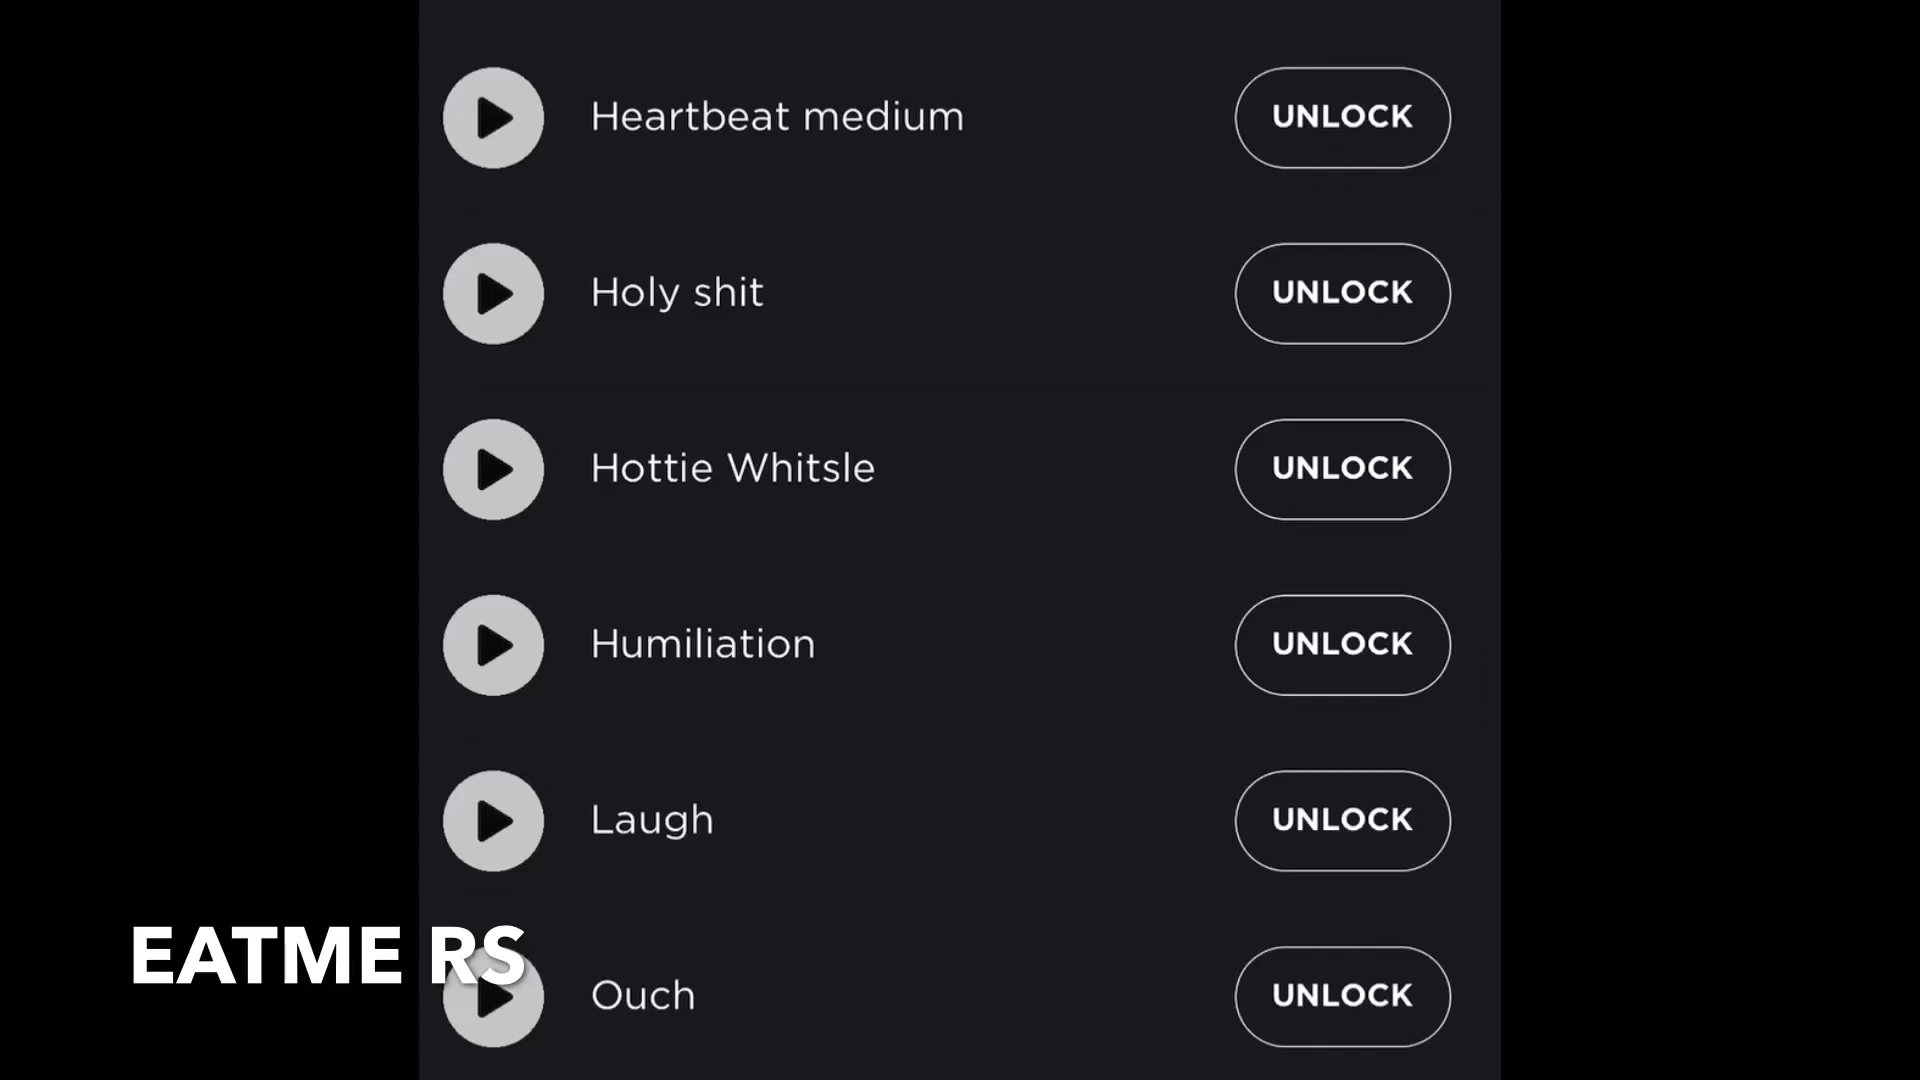 Heartbeat medium UNLOCK
Holy shit UNLOCK
Hottie Whitsle UNLOCK
Humiliation UNLOCK
Laugh UNLOCK
EATME RS
Ouch UNLOCK